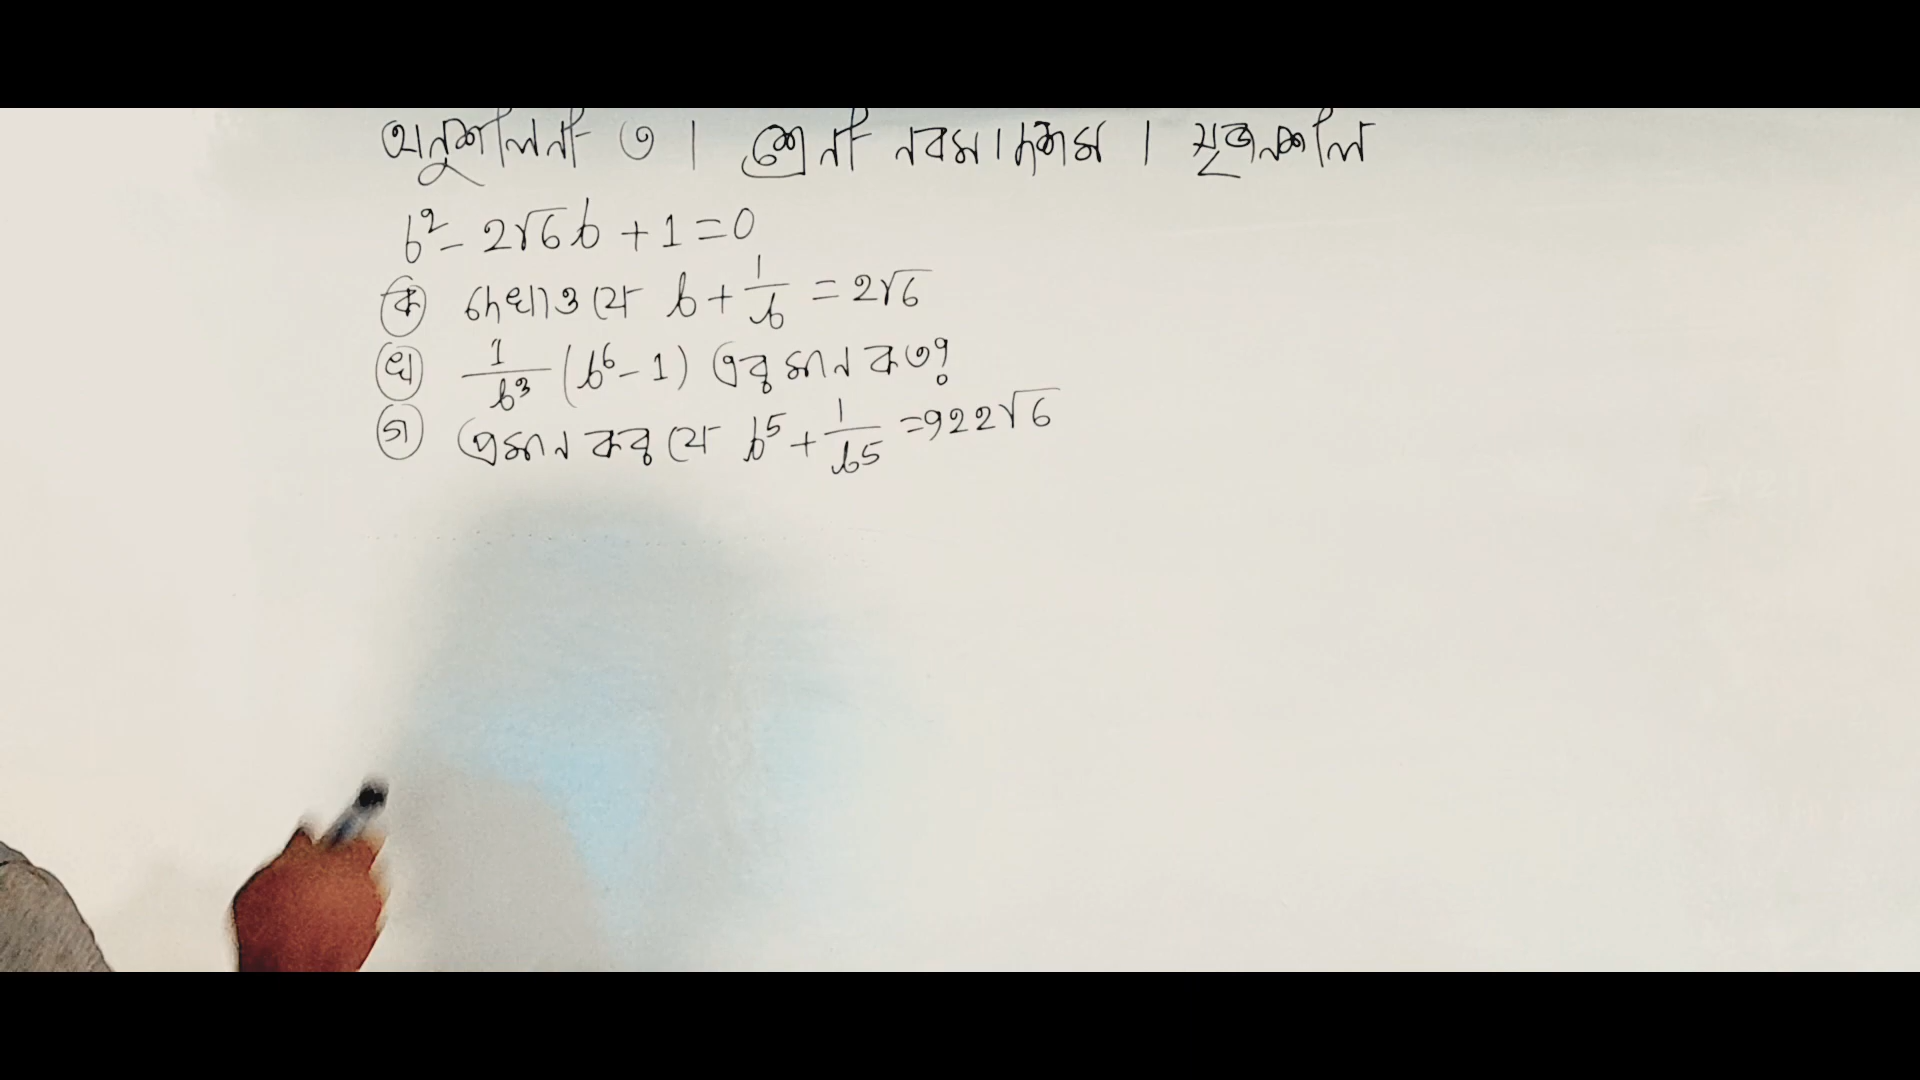 অনুশীলনী ৩ । শ্রেনী নবম।দশম । সৃজনশীল
b² - 2√6b + 1 = 0
ক দেখাও যে b + 1/b = 2√6
খ 1/b³ (b⁶ - 1) এর মান কত?
গ প্রমান কর যে b⁵ + 1/b⁵ = 922√6